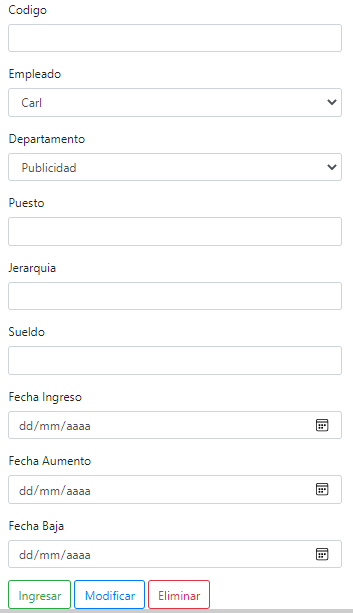 Codigo
Empleado
Carl
Departamento
Publicidad
Puesto
Jerarquia
Sueldo
Fecha Ingreso
dd/mm/aaaa
Fecha Aumento
dd/mm/aaaa
Fecha Baja
dd/mm/aaaa
Ingresar Modificar Eliminar